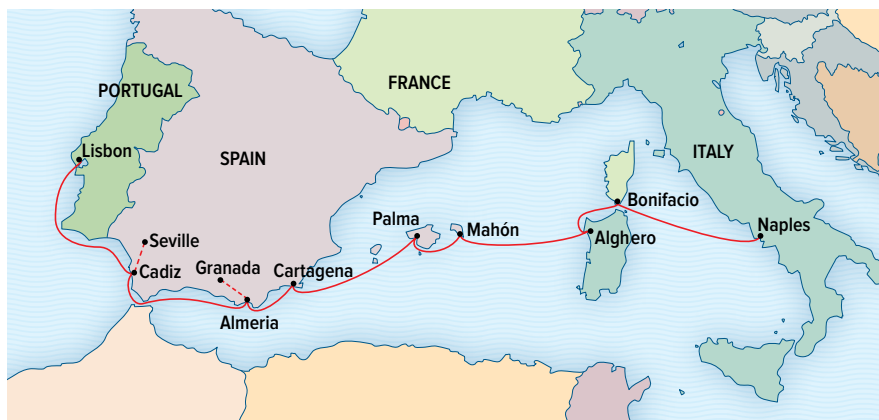 FRANCE
PORTUGAL
ITALY
Lisbon
SPAIN
Bonifacio
Palma
Mahón
Naples
Alghero
Seville
Granada
Cartagena
Cadiz
Almeria